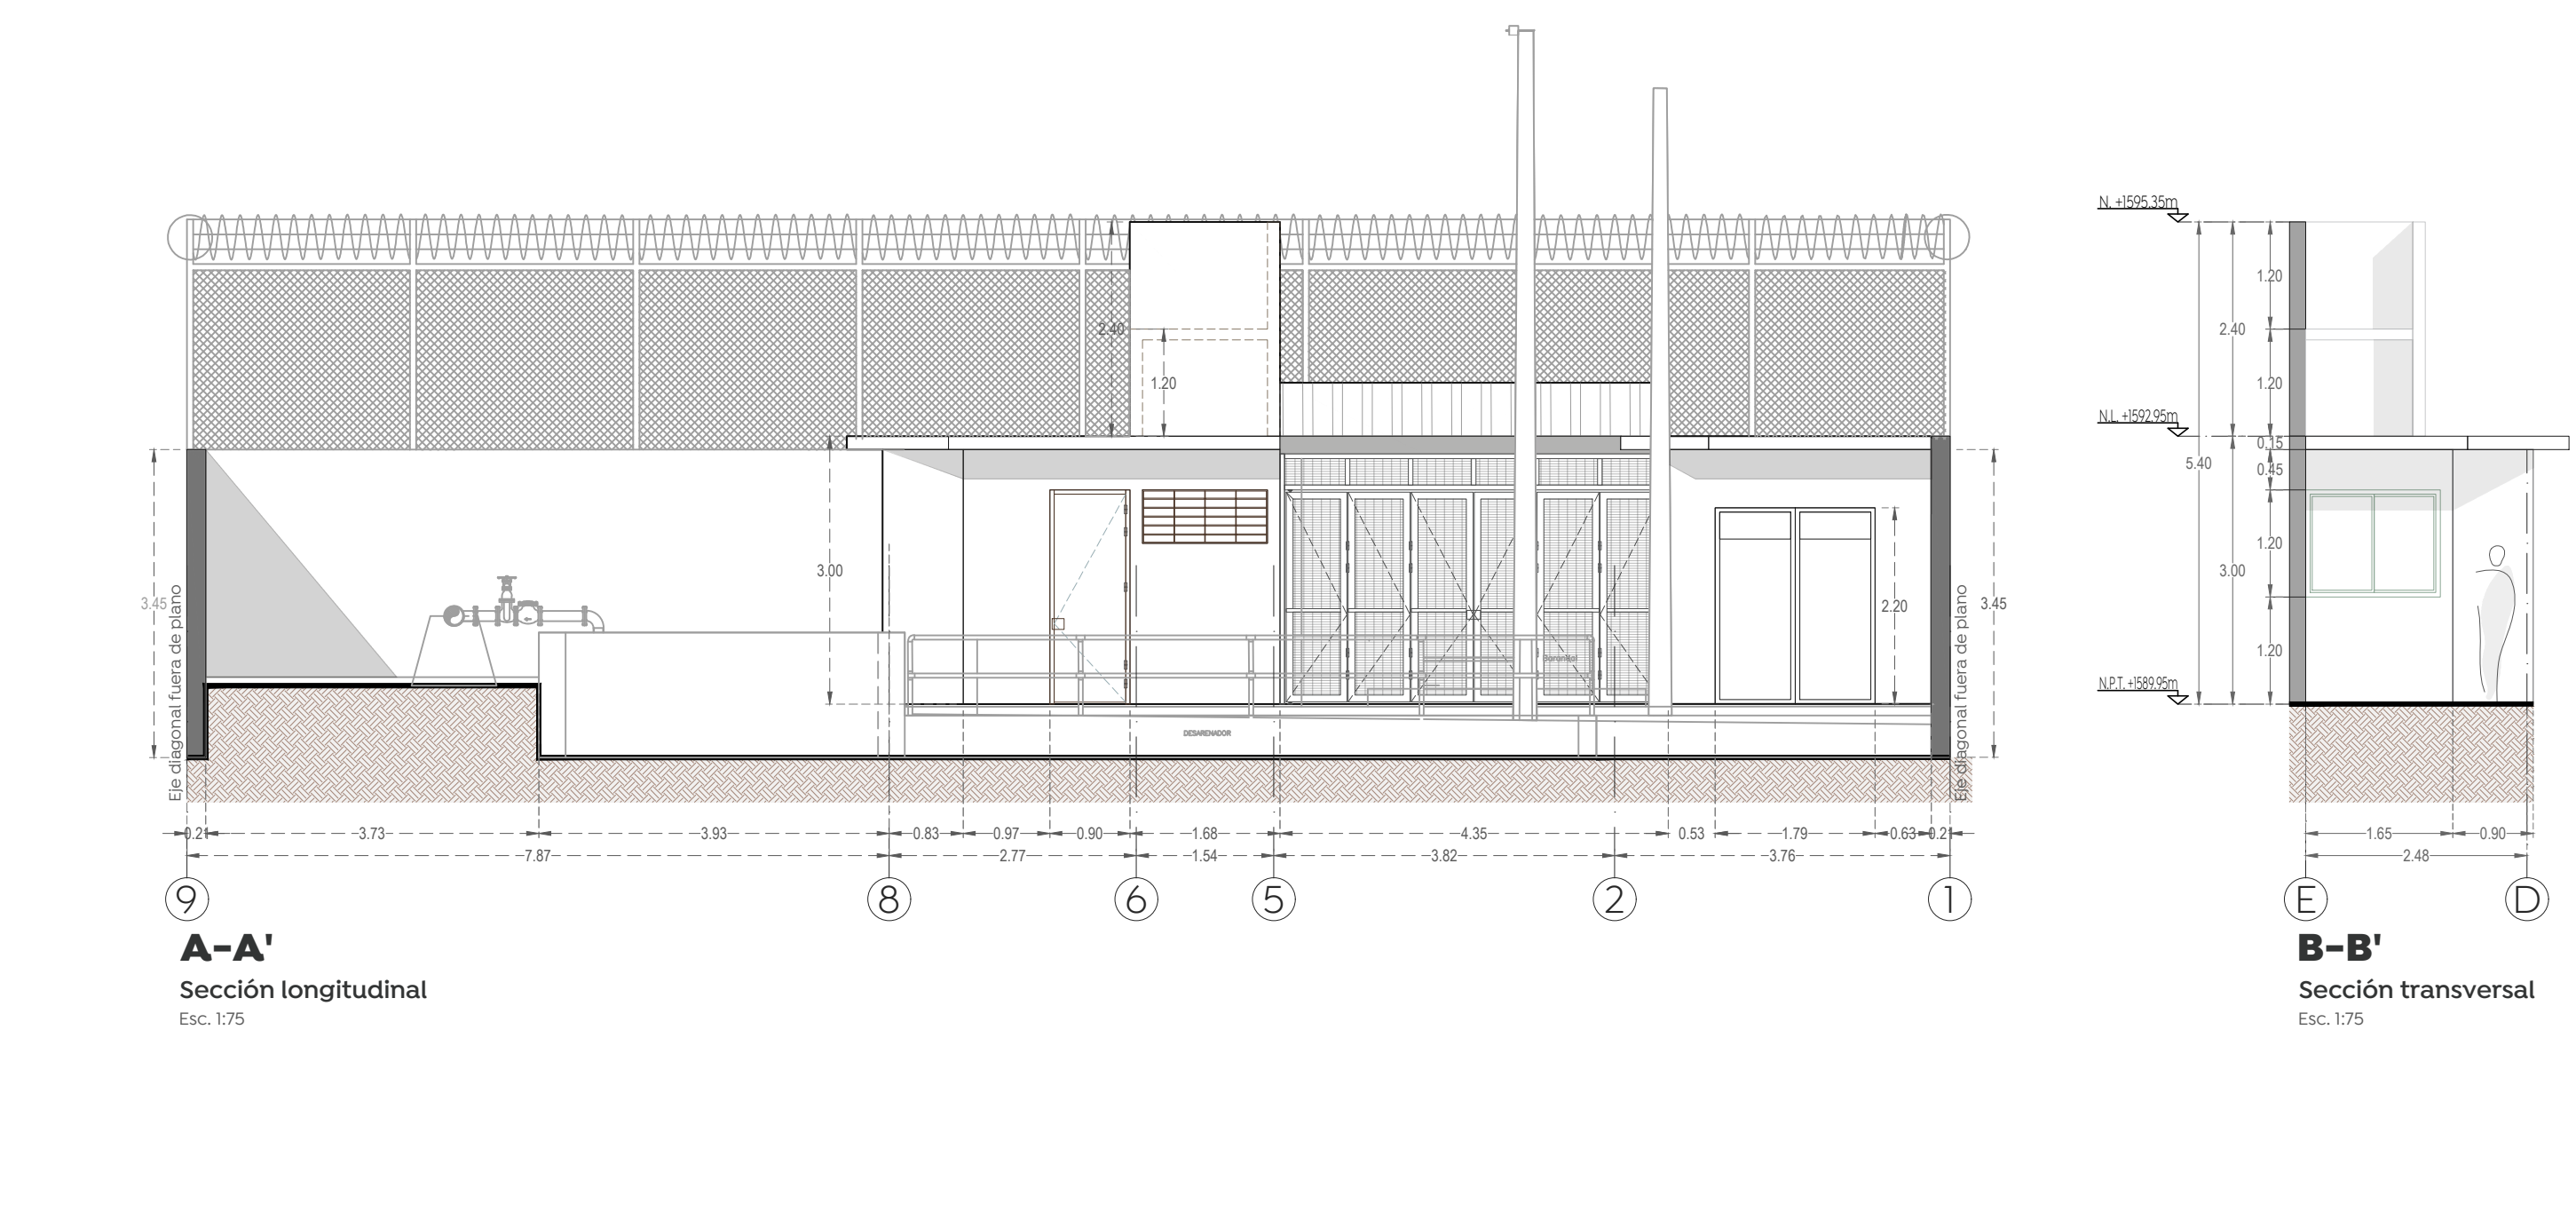 N. +1595.35m
1.20
2.40
2.40
1.20
1.20
N.L. +1592.95m
0.15
5.40
0.45
3.00
3.00
1.20
3.45
2.20
3.45
1.20
Barandal
N.P.T. +1589.95m
DESARENADOR
Eje diagonal fuera de plano
Eje diagonal fuera de plano
0.21 3.73 3.93 0.83 0.97 0.90 1.68 4.35 0.53 1.79 0.63 0.21
1.65 0.90
7.87 2.77 1.54 3.82 3.76
2.48
9 8 6 5 2 1
E D
A-A'
Sección longitudinal
Esc. 1:75
B-B'
Sección transversal
Esc. 1:75